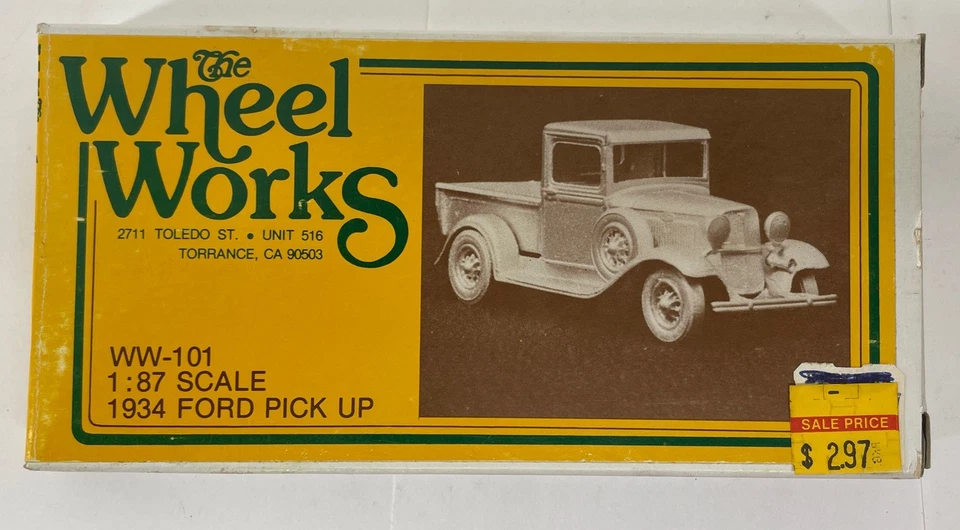 The
Wheel
Works
2711 TOLEDO ST. • UNIT 516
TORRANCE, CA 90503
WW-101
1:87 SCALE
1934 FORD PICK UP
SALE PRICE
$ 2.97